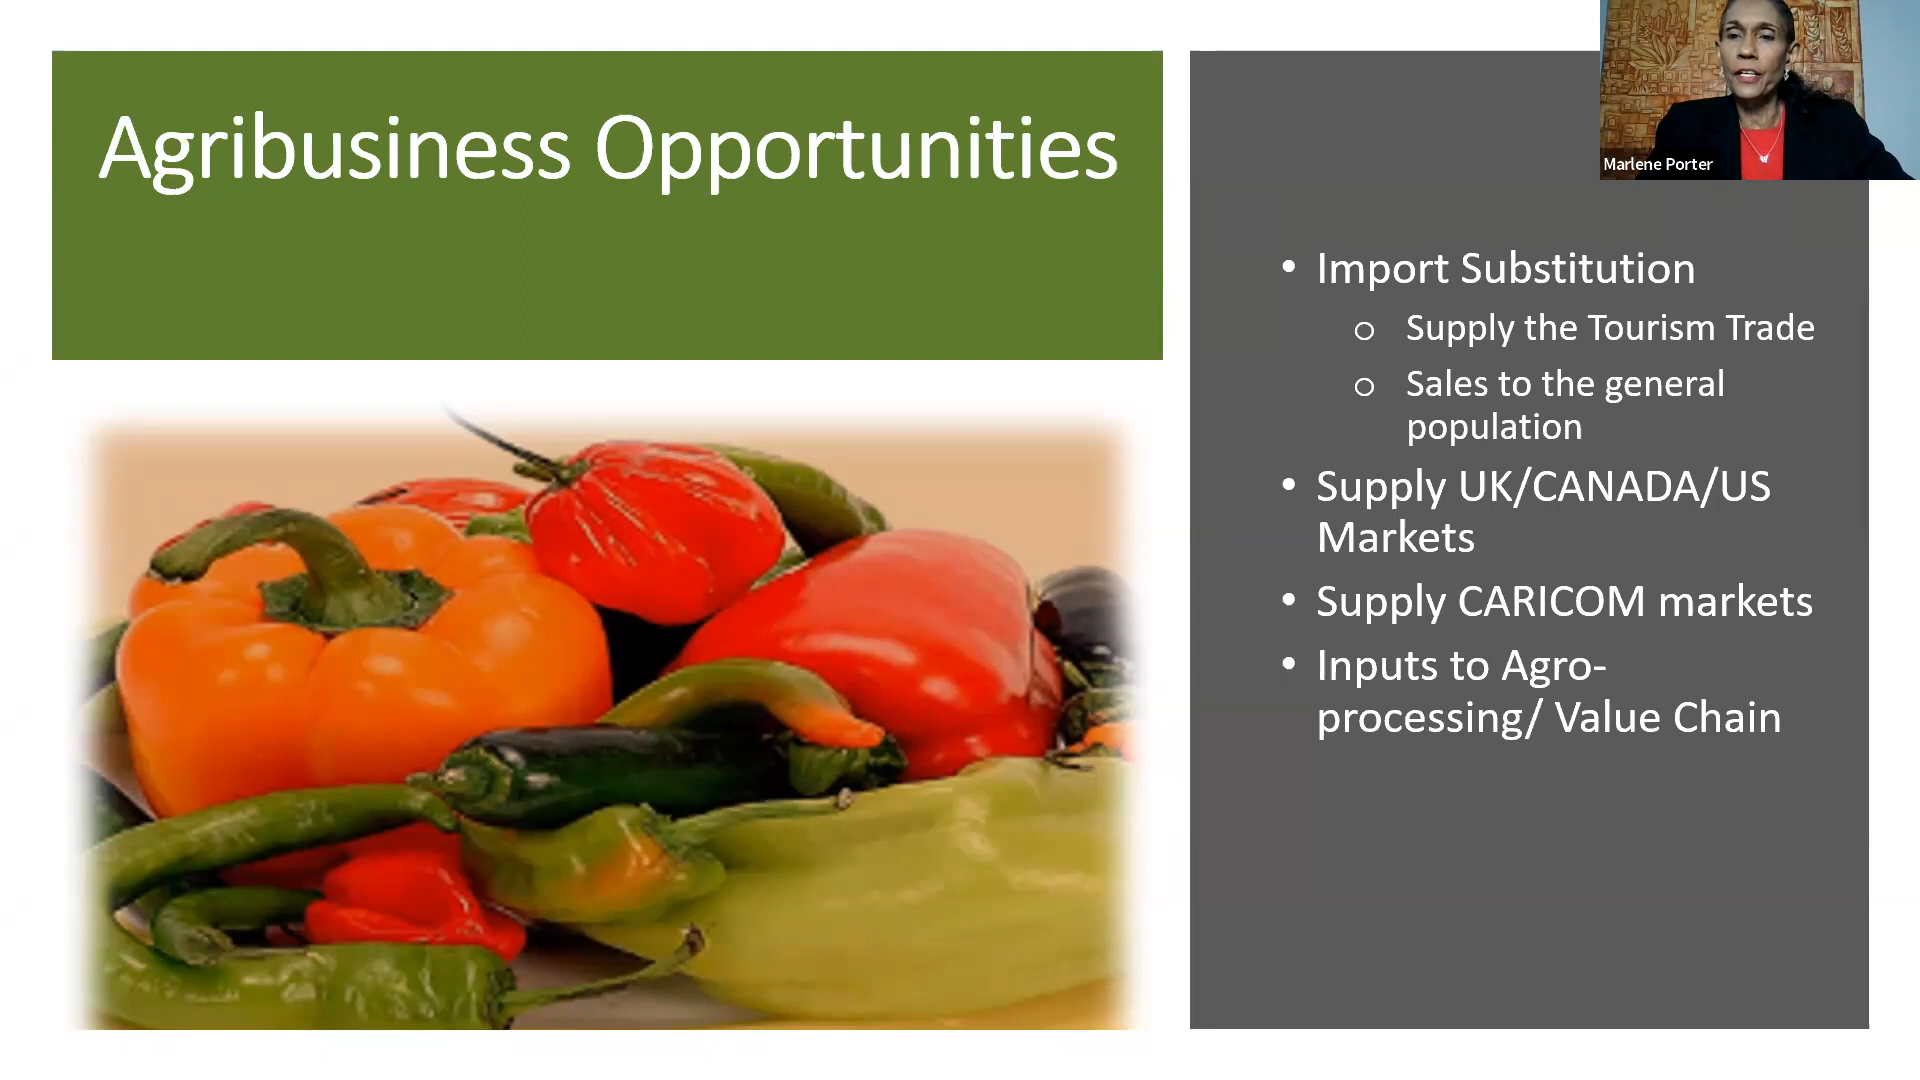 Agribusiness Opportunities
Marlene Porter
• Import Substitution
o Supply the Tourism Trade
o Sales to the general
population
• Supply UK/CANADA/US
Markets
• Supply CARICOM markets
• Inputs to Agro-
processing/ Value Chain